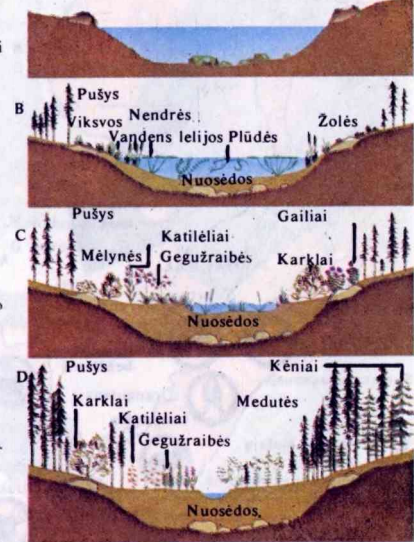 B
Pušys
Viksvos
Nendrės
Vandens lelijos
Plūdės
Žolės
Nuosėdos
C
Pušys
Mėlynės
Katilėliai
Gegužraibės
Gailiai
Karklai
Nuosėdos
D
Pušys
Karklai
Katilėliai
Gegužraibės
Medutės
Kėniai
Nuosėdos